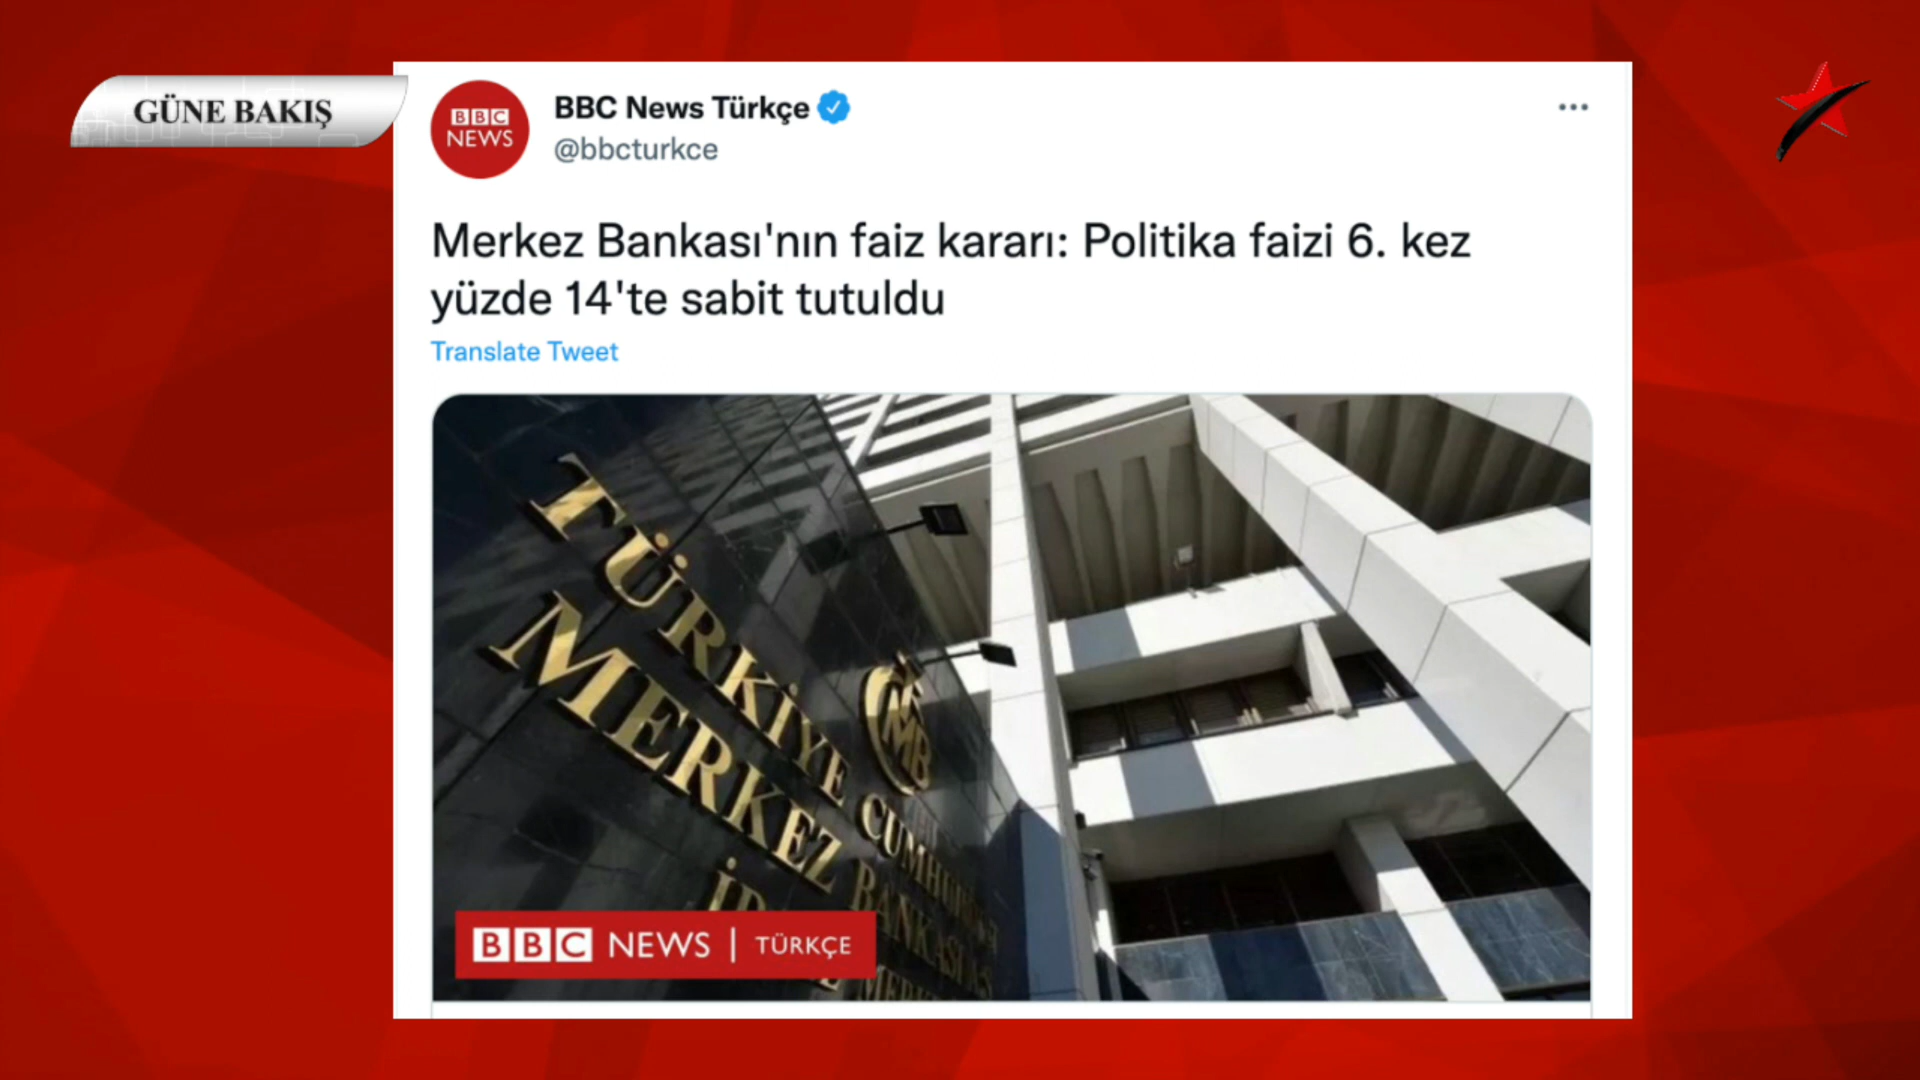 GÜNE BAKIŞ
BBC
NEWS
BBC News Türkçe
@bbcturkce
Merkez Bankası'nın faiz kararı: Politika faizi 6. kez
yüzde 14'te sabit tutuldu
Translate Tweet
TÜRKİYE CUMHURİYET
MERKEZ BANKASI
BBC NEWS | TÜRKÇE